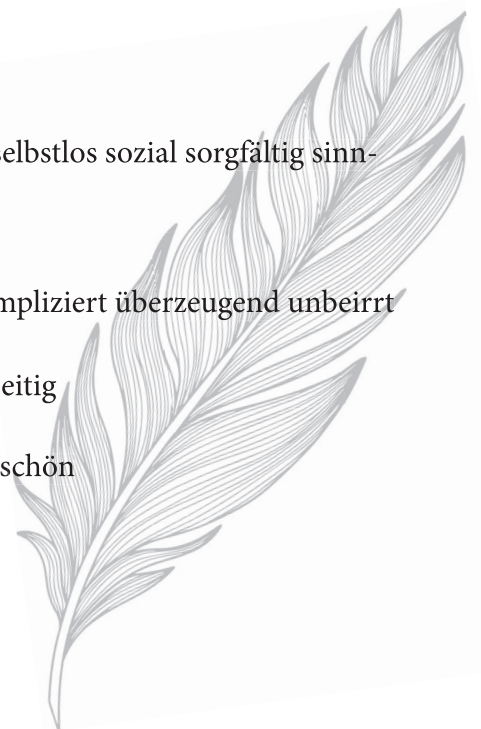 selbstlos sozial sorgfältig sinn-
mpliziert überzeugend unbeirrt
eitig
schön